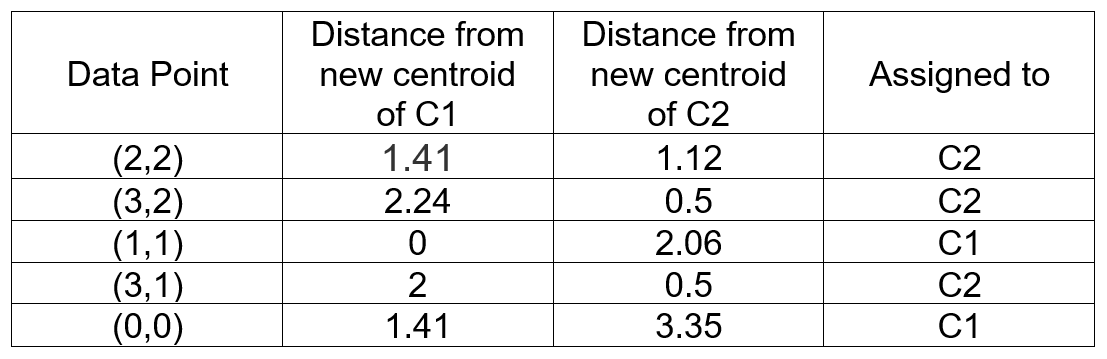 Data Point Distance from new centroid of C1 Distance from new centroid of C2 Assigned to
(2,2) 1.41 1.12 C2
(3,2) 2.24 0.5 C2
(1,1) 0 2.06 C1
(3,1) 2 0.5 C2
(0,0) 1.41 3.35 C1